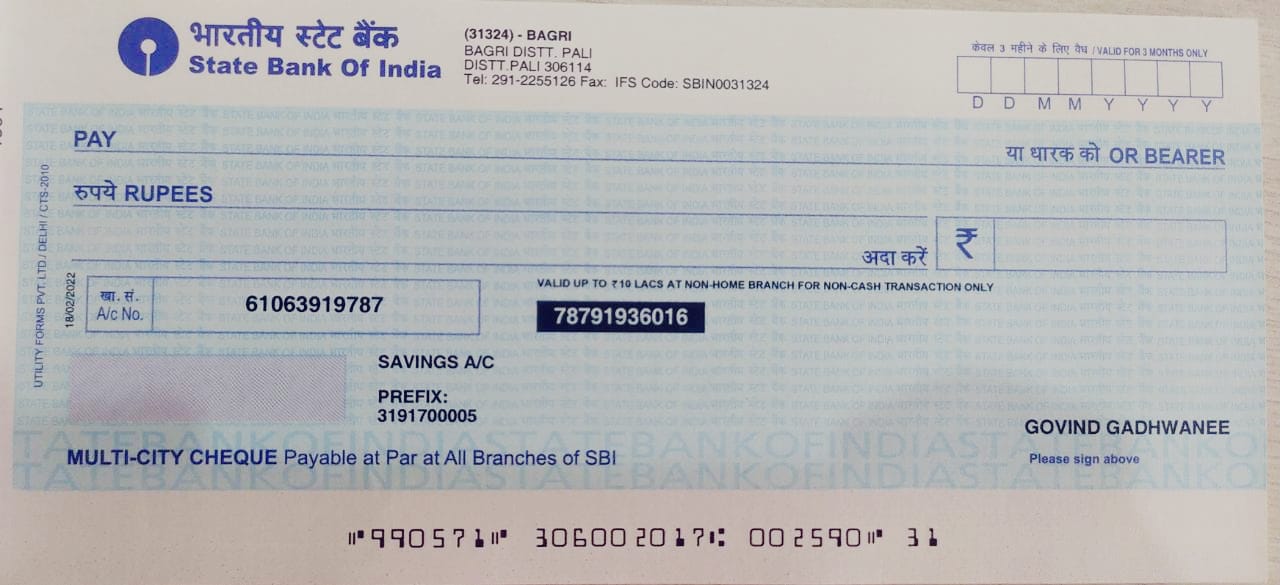 भारतीय स्टेट बैंक
State Bank Of India
(31324) - BAGRI
BAGRI DISTT. PALI
DISTT.PALI 306114
Tel: 291-2255126 Fax: IFS Code: SBIN0031324
केवल 3 महीने के लिए वैध / VALID FOR 3 MONTHS ONLY
D D M M Y Y Y Y
PAY
या धारक को OR BEARER
रुपये RUPEES
अदा करें ₹
UTILITY FORMS PVT.LTD / DELHI / CTS-2010
18/02/2022
खा. सं.
A/c No.
61063919787
VALID UP TO ₹10 LACS AT NON-HOME BRANCH FOR NON-CASH TRANSACTION ONLY
78791936016
SAVINGS A/C
PREFIX:
3191700005
GOVIND GADHWANEE
Please sign above
MULTI-CITY CHEQUE Payable at Par at All Branches of SBI
TATEBANKOFINDIASTATEBANKOFINDIASTATEBANKO
TATEBANKOFINDIASTATEBANKOFINDIASTATEBANKO
⑈990571⑈ 306002017⑆ 002590⑈ 31